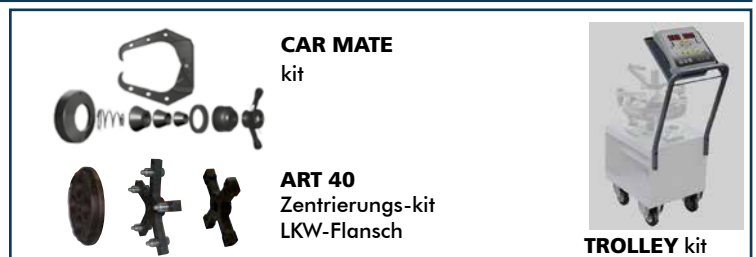 CAR MATE
kit
ART 40
Zentrierungs-kit
LKW-Flansch
TROLLEY kit